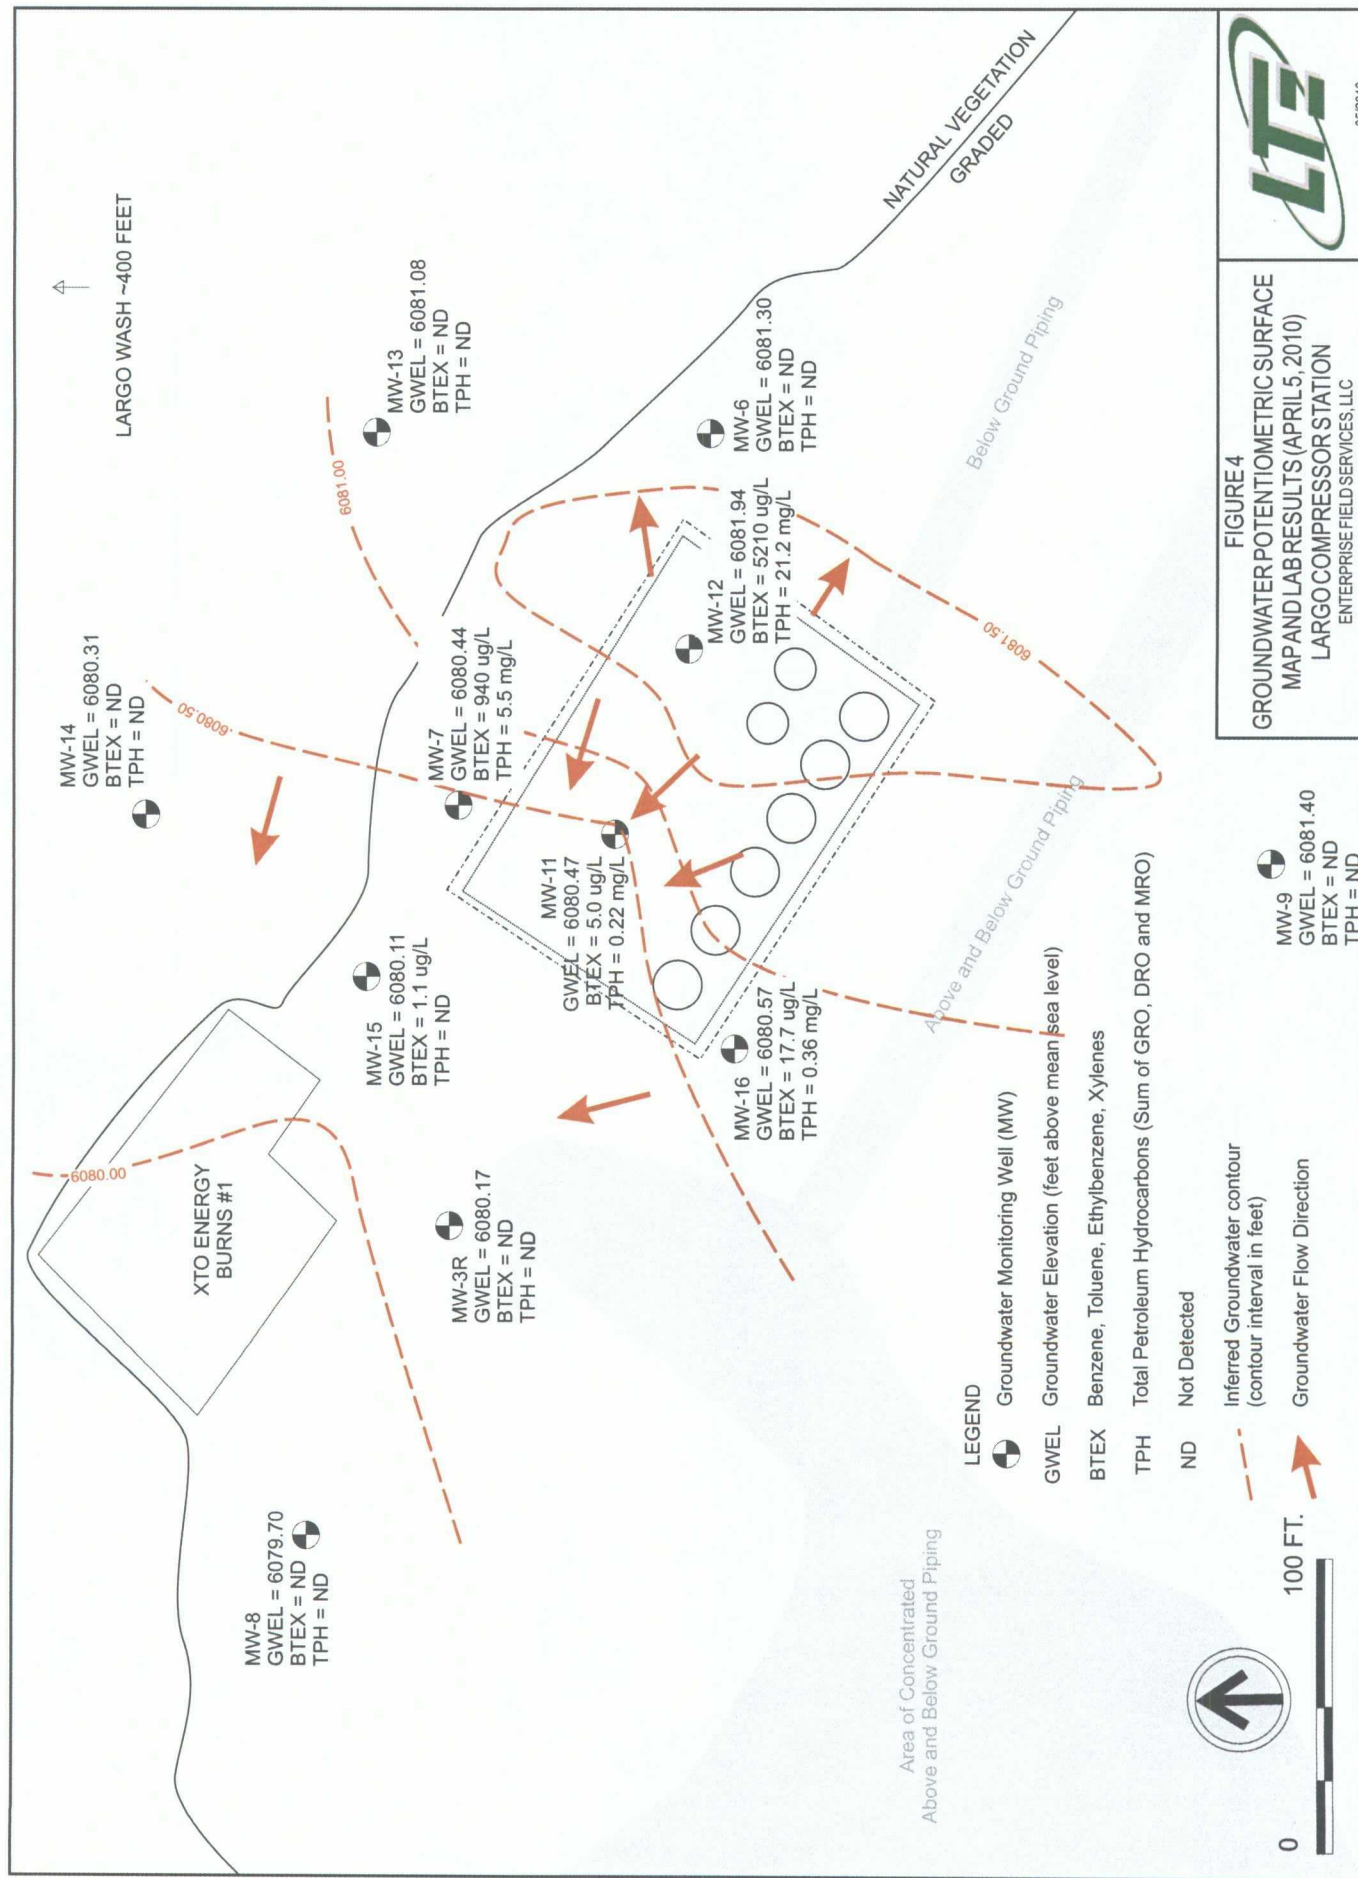 LARGO WASH ~400 FEET
MW-14
GWEL = 6080.31
BTEX = ND
TPH = ND
MW-13
GWEL = 6081.08
BTEX = ND
TPH = ND
6081.00
6080.50
6080.00
XTO ENERGY
BURNS #1
MW-8
GWEL = 6079.70
BTEX = ND
TPH = ND
MW-15
GWEL = 6080.11
BTEX = 1.1 ug/L
TPH = ND
MW-7
GWEL = 6080.44
BTEX = 940 ug/L
TPH = 5.5 mg/L
MW-3R
GWEL = 6080.17
BTEX = ND
TPH = ND
MW-11
GWEL = 6080.47
BTEX = 5.0 ug/L
TPH = 0.22 mg/L
MW-12
GWEL = 6081.94
BTEX = 5210 ug/L
TPH = 21.2 mg/L
MW-6
GWEL = 6081.30
BTEX = ND
TPH = ND
MW-16
GWEL = 6080.57
BTEX = 17.7 ug/L
TPH = 0.36 mg/L
NATURAL VEGETATION
GRADED
Below Ground Piping
6081.50
Above and Below Ground Piping
Area of Concentrated
Above and Below Ground Piping
MW-9
GWEL = 6081.40
BTEX = ND
TPH = ND
LEGEND
Groundwater Monitoring Well (MW)
GWEL Groundwater Elevation (feet above mean sea level)
BTEX Benzene, Toluene, Ethylbenzene, Xylenes
TPH Total Petroleum Hydrocarbons (Sum of GRO, DRO and MRO)
ND Not Detected
Inferred Groundwater contour
(contour interval in feet)
Groundwater Flow Direction
0 100 FT.
FIGURE 4
GROUNDWATER POTENTIOMETRIC SURFACE
MAP AND LAB RESULTS (APRIL 5, 2010)
LARGO COMPRESSOR STATION
ENTERPRISE FIELD SERVICES, LLC
LTE